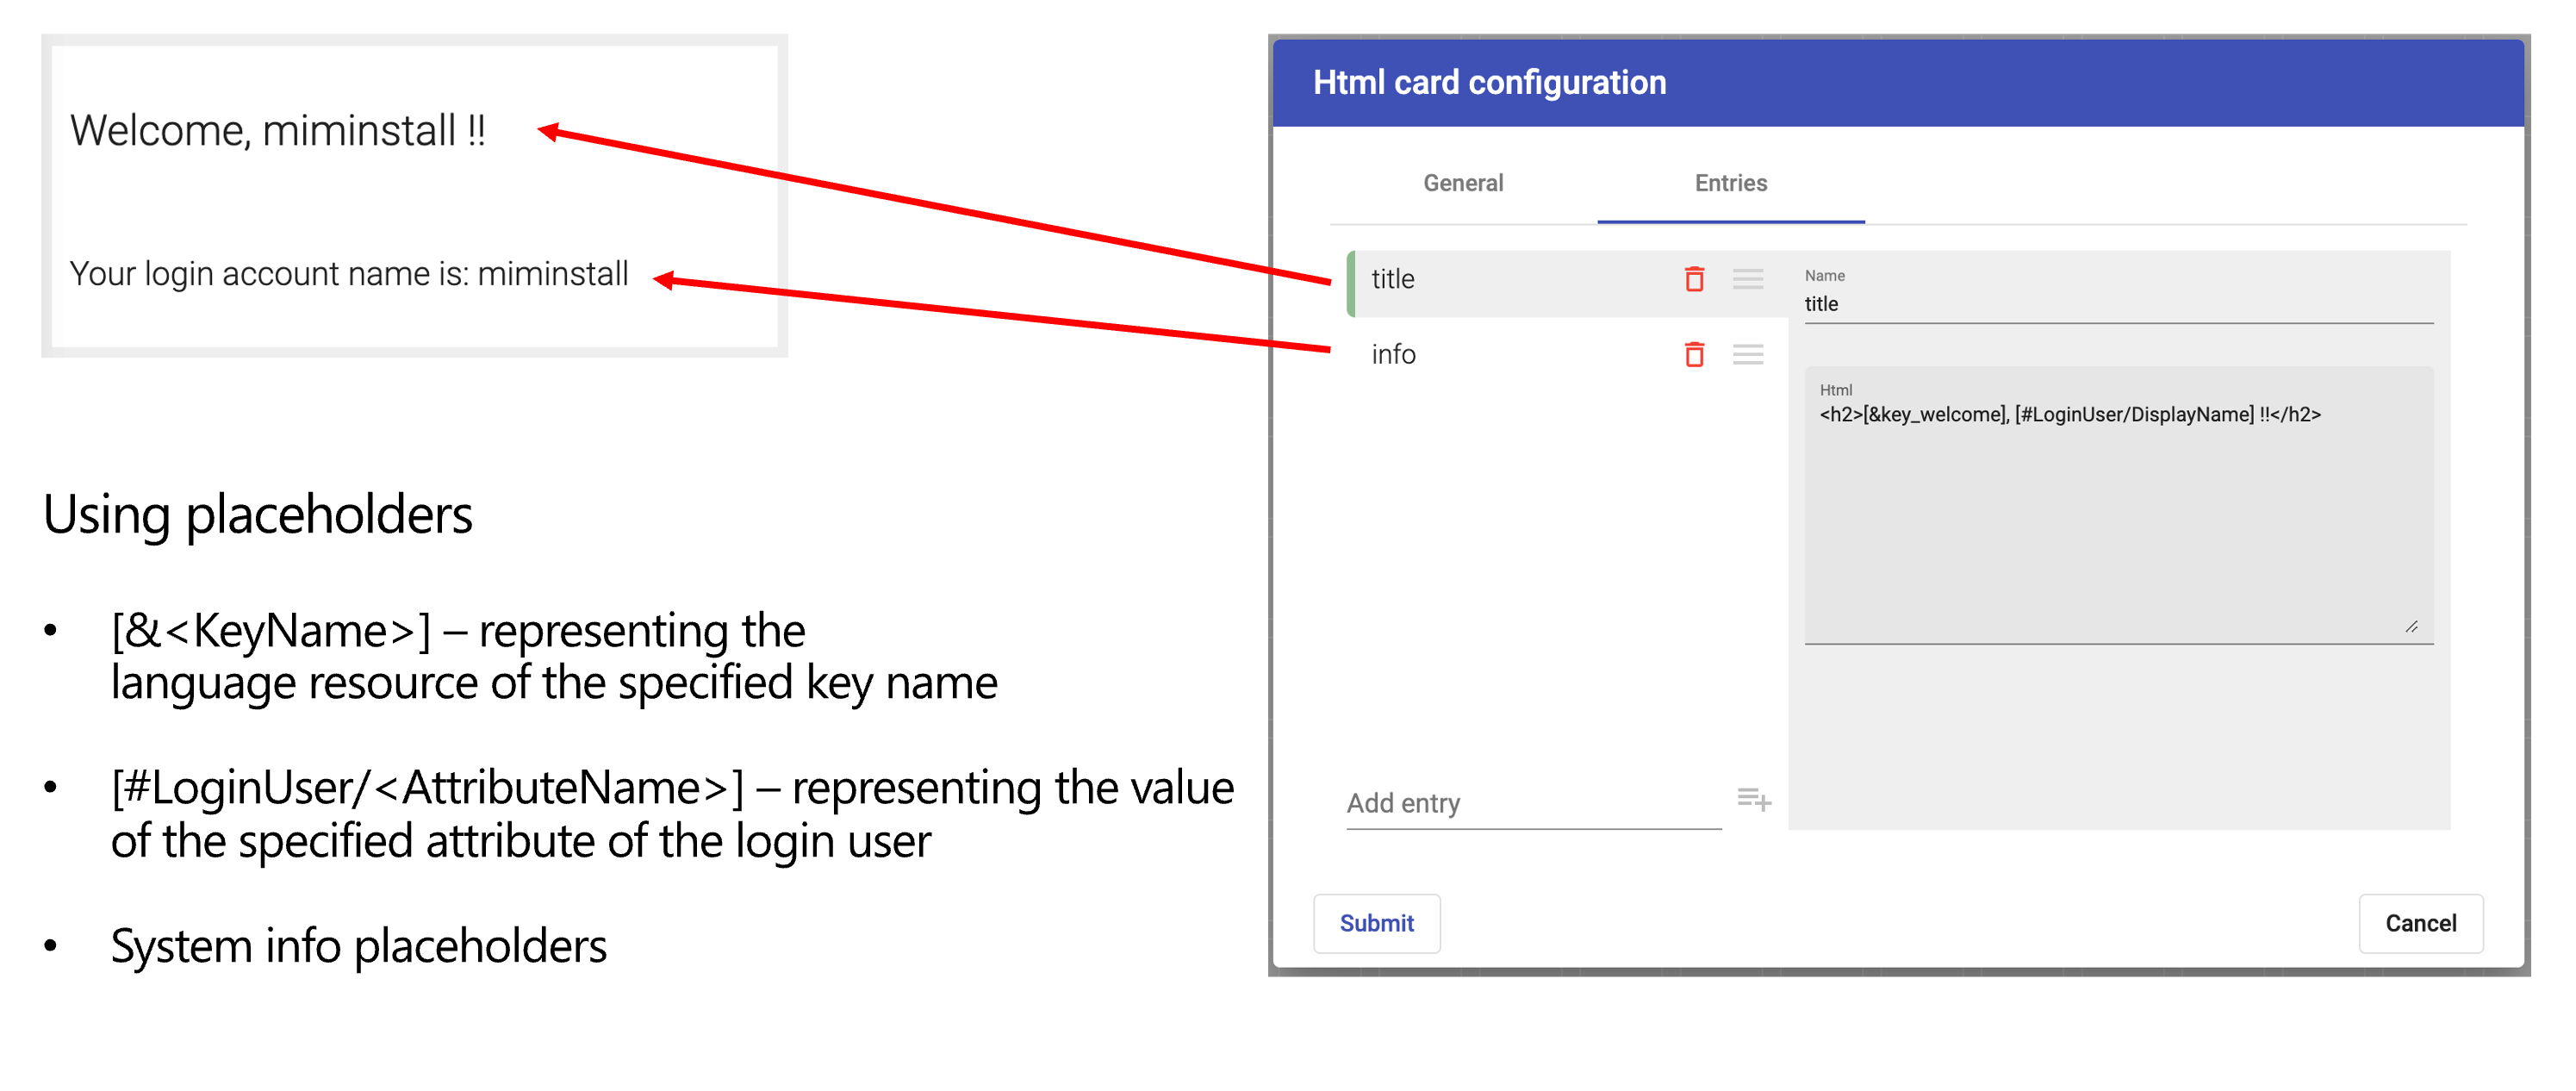 Welcome, miminstall !!
Your login account name is: miminstall
Using placeholders
• [&<KeyName>] – representing the
language resource of the specified key name
• [#LoginUser/<AttributeName>] – representing the value
of the specified attribute of the login user
• System info placeholders
Html card configuration
General Entries
title
info
Add entry
Name
title
Html
<h2>[&key_welcome], [#LoginUser/DisplayName] !!</h2>
Submit Cancel